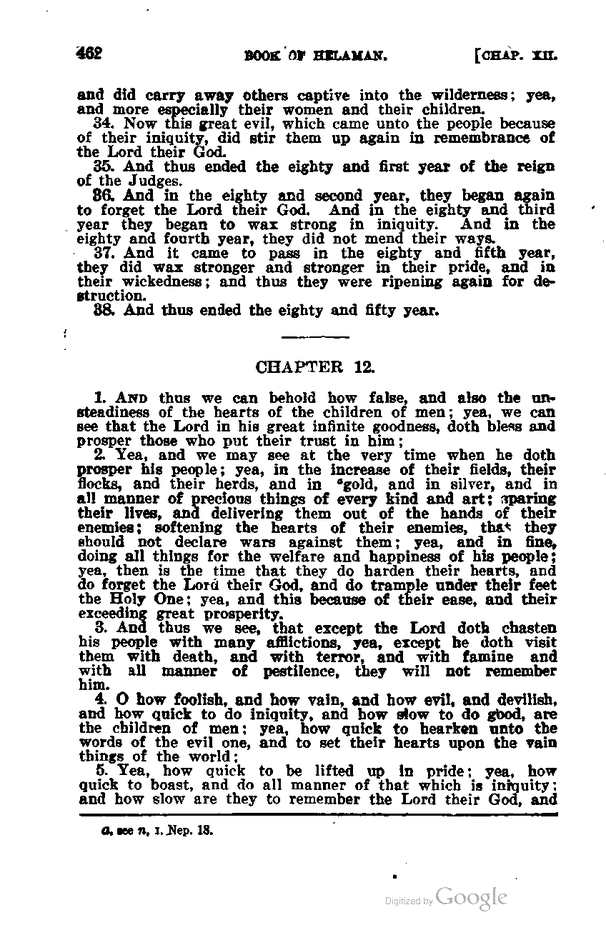 462 BOOK OF HELAMAN. [CHAP. XII.
and did carry away others captive into the wilderness; yea,
and more especially their women and their children.
34. Now this great evil, which came unto the people because
of their iniquity, did stir them up again in remembrance of
the Lord their God.
35. And thus ended the eighty and first year of the reign
of the Judges.
36. And in the eighty and second year, they began again
to forget the Lord their God. And in the eighty and third
year they began to wax strong in iniquity. And in the
eighty and fourth year, they did not mend their ways.
37. And it came to pass in the eighty and fifth year,
they did wax stronger and stronger in their pride, and in
their wickedness; and thus they were ripening again for de-
struction.
38. And thus ended the eighty and fifty year.
CHAPTER 12.
1. AND thus we can behold how false, and also the un-
steadiness of the hearts of the children of men; yea, we can
see that the Lord in his great infinite goodness, doth bless and
prosper those who put their trust in him;
2. Yea, and we may see at the very time when he doth
prosper his people; yea, in the increase of their fields, their
flocks, and their herds, and in ᵃgold, and in silver, and in
all manner of precious things of every kind and art; sparing
their lives, and delivering them out of the hands of their
enemies; softening the hearts of their enemies, that they
should not declare wars against them; yea, and in fine,
doing all things for the welfare and happiness of his people;
yea, then is the time that they do harden their hearts, and
do forget the Lord their God, and do trample under their feet
the Holy One; yea, and this because of their ease, and their
exceeding great prosperity.
3. And thus we see, that except the Lord doth chasten
his people with many afflictions, yea, except he doth visit
them with death, and with terror, and with famine and
with all manner of pestilence, they will not remember
him.
4. O how foolish, and how vain, and how evil, and devilish,
and how quick to do iniquity, and how slow to do good, are
the children of men; yea, how quick to hearken unto the
words of the evil one, and to set their hearts upon the vain
things of the world;
5. Yea, how quick to be lifted up in pride; yea, how
quick to boast, and do all manner of that which is iniquity;
and how slow are they to remember the Lord their God, and
a, see n, I. Nep. 18.
Digitized by Google